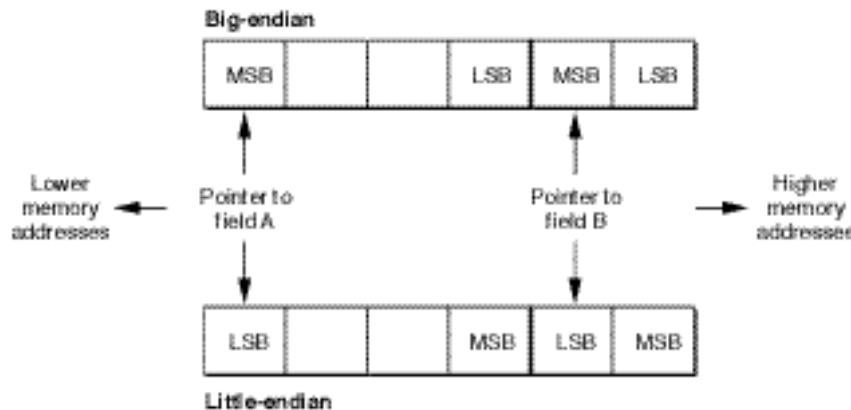 Big-endian
MSB LSB MSB LSB
Lower
memory
addresses
Pointer to
field A
Pointer to
field B
Higher
memory
addresses
LSB MSB LSB MSB
Little-endian